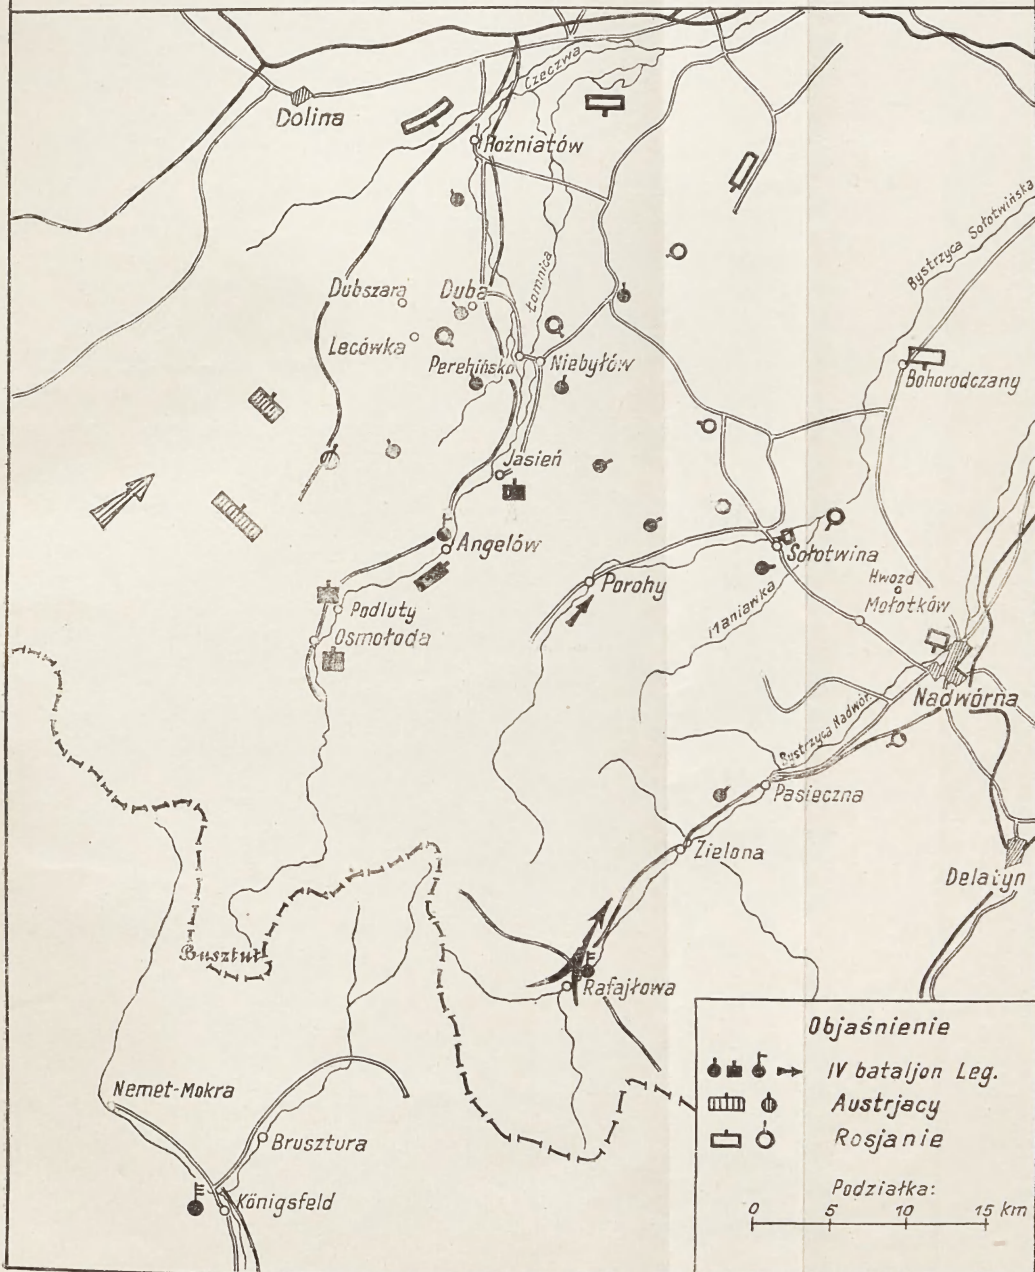 Czeczwa
Dolina
Rożniatów
Bystrzyca Sołotwińska
Łomnica
Dubszara
Duba
Lecówka
Perehińsko
Niebyłów
Bohorodczany
Jasień
Angelów
Sołotwina
Porohy
Hwozd
Podluty
Maniawka
Mołotków
Osmołoda
Nadwórna
Bystrzyca Nadwór.
Pasieczna
Zielona
Delatyn
Busztuł
Rafajłowa
Objaśnienie
IV bataljon Leg.
Nemet-Mokra
Austrjacy
Brusztura
Rosjanie
Königsfeld
Podziałka:
0 5 10 15 km